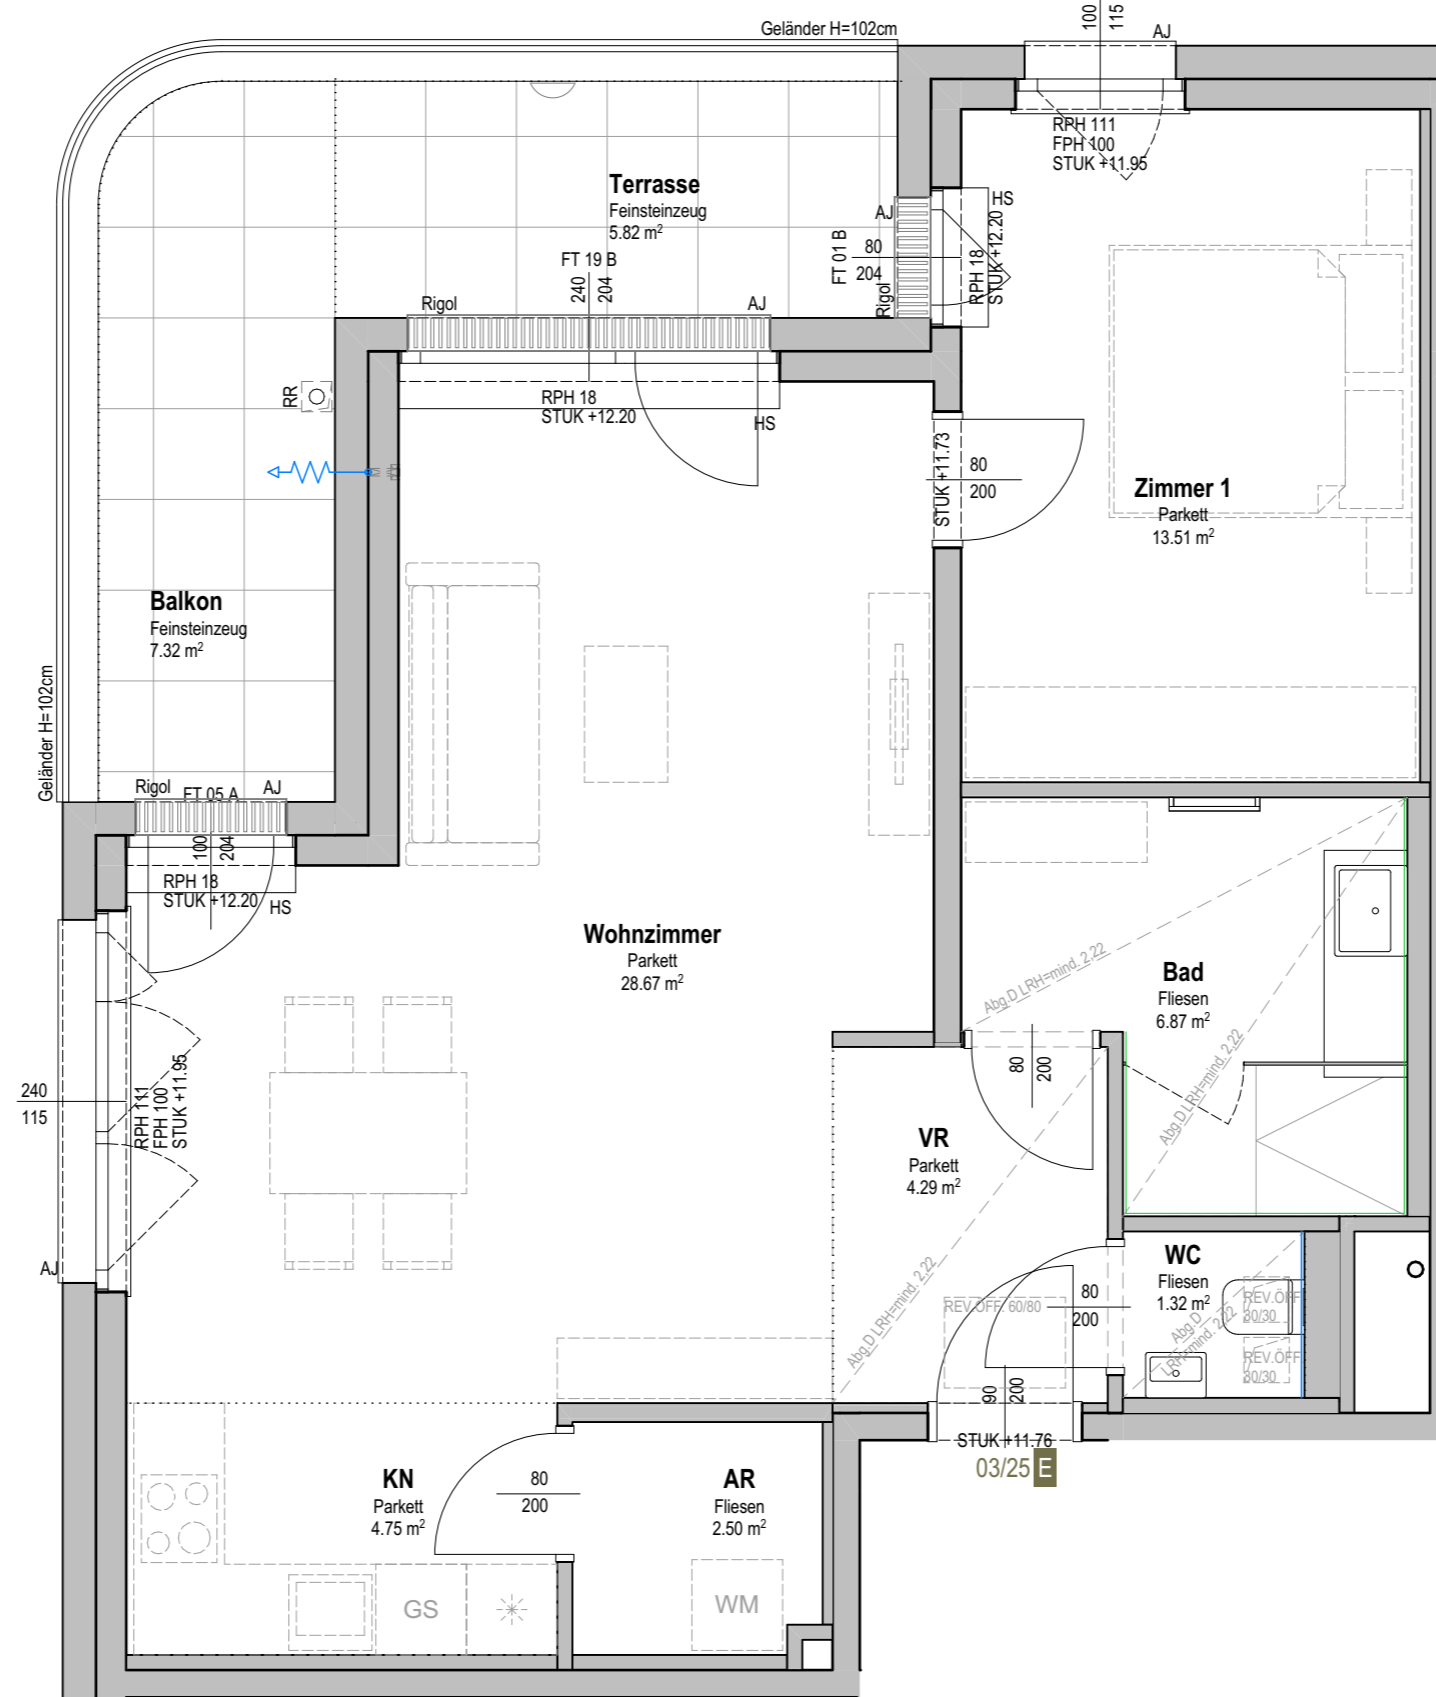 Geländer H=102cm
100
115
AJ
RPH 111
FPH 100
STUK +11.95
Terrasse
Feinsteinzeug
5.82 m²
FT 19 B
240
204
Rigol
AJ
AJ
FT 01 B
80
204
Rigol
HS
RPH 18
STUK +12.20
RPH 18
STUK +12.20
HS
RR
STUK +11.73
80
200
Zimmer 1
Parkett
13.51 m²
Balkon
Feinsteinzeug
7.32 m²
Geländer H=102cm
Rigol
FT 05 A
AJ
100
204
RPH 18
STUK +12.20
HS
Wohnzimmer
Parkett
28.67 m²
Abg.D LRH=mind. 2,22
Bad
Fliesen
6.87 m²
Abg.D LRH=mind. 2,22
240
115
RPH 111
FPH 100
STUK +11.95
AJ
80
200
VR
Parkett
4.29 m²
Abg.D LRH=mind. 2,22
REV.ÖFF. 60/80
80
200
WC
Fliesen
1.32 m²
Abg.D
LRH=mind. 2,22
REV.ÖFF
30/30
REV.ÖFF
30/30
90
200
STUK +11.76
03/25 E
KN
Parkett
4.75 m²
80
200
AR
Fliesen
2.50 m²
GS
WM